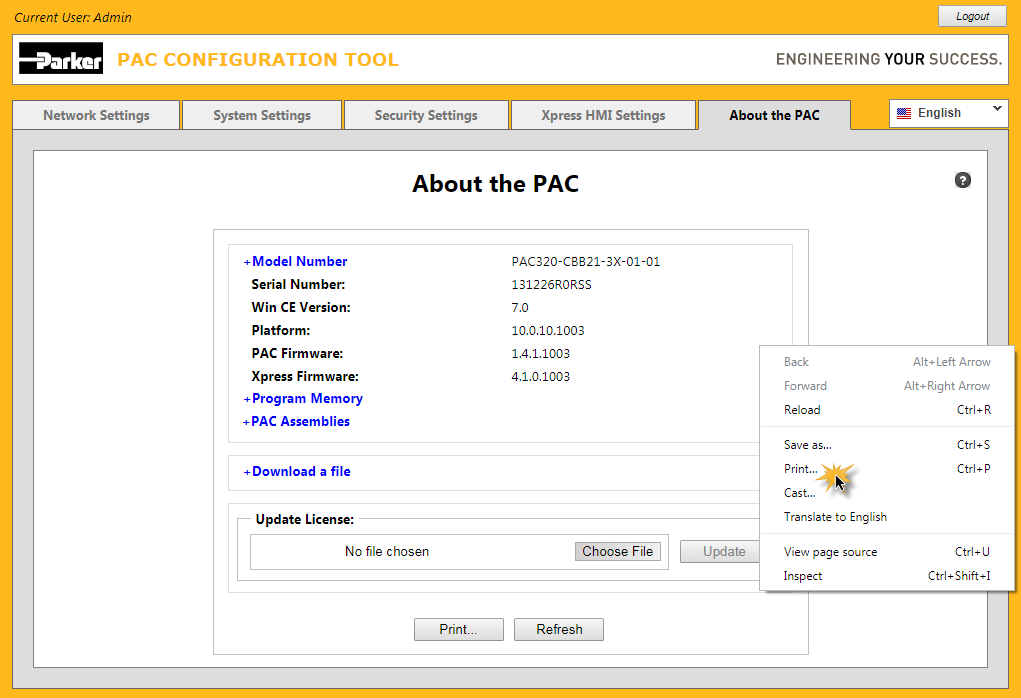 Current User: Admin
Logout
Parker
PAC CONFIGURATION TOOL
ENGINEERING YOUR SUCCESS.
Network Settings
System Settings
Security Settings
Xpress HMI Settings
About the PAC
English
About the PAC
?
+Model Number PAC320-CBB21-3X-01-01
Serial Number: 131226R0RSS
Win CE Version: 7.0
Platform: 10.0.10.1003
PAC Firmware: 1.4.1.1003
Xpress Firmware: 4.1.0.1003
+Program Memory
+PAC Assemblies
+Download a file
Update License:
No file chosen
Choose File
Update
Print...
Refresh
Back Alt+Left Arrow
Forward Alt+Right Arrow
Reload Ctrl+R
Save as... Ctrl+S
Print... Ctrl+P
Cast...
Translate to English
View page source Ctrl+U
Inspect Ctrl+Shift+I